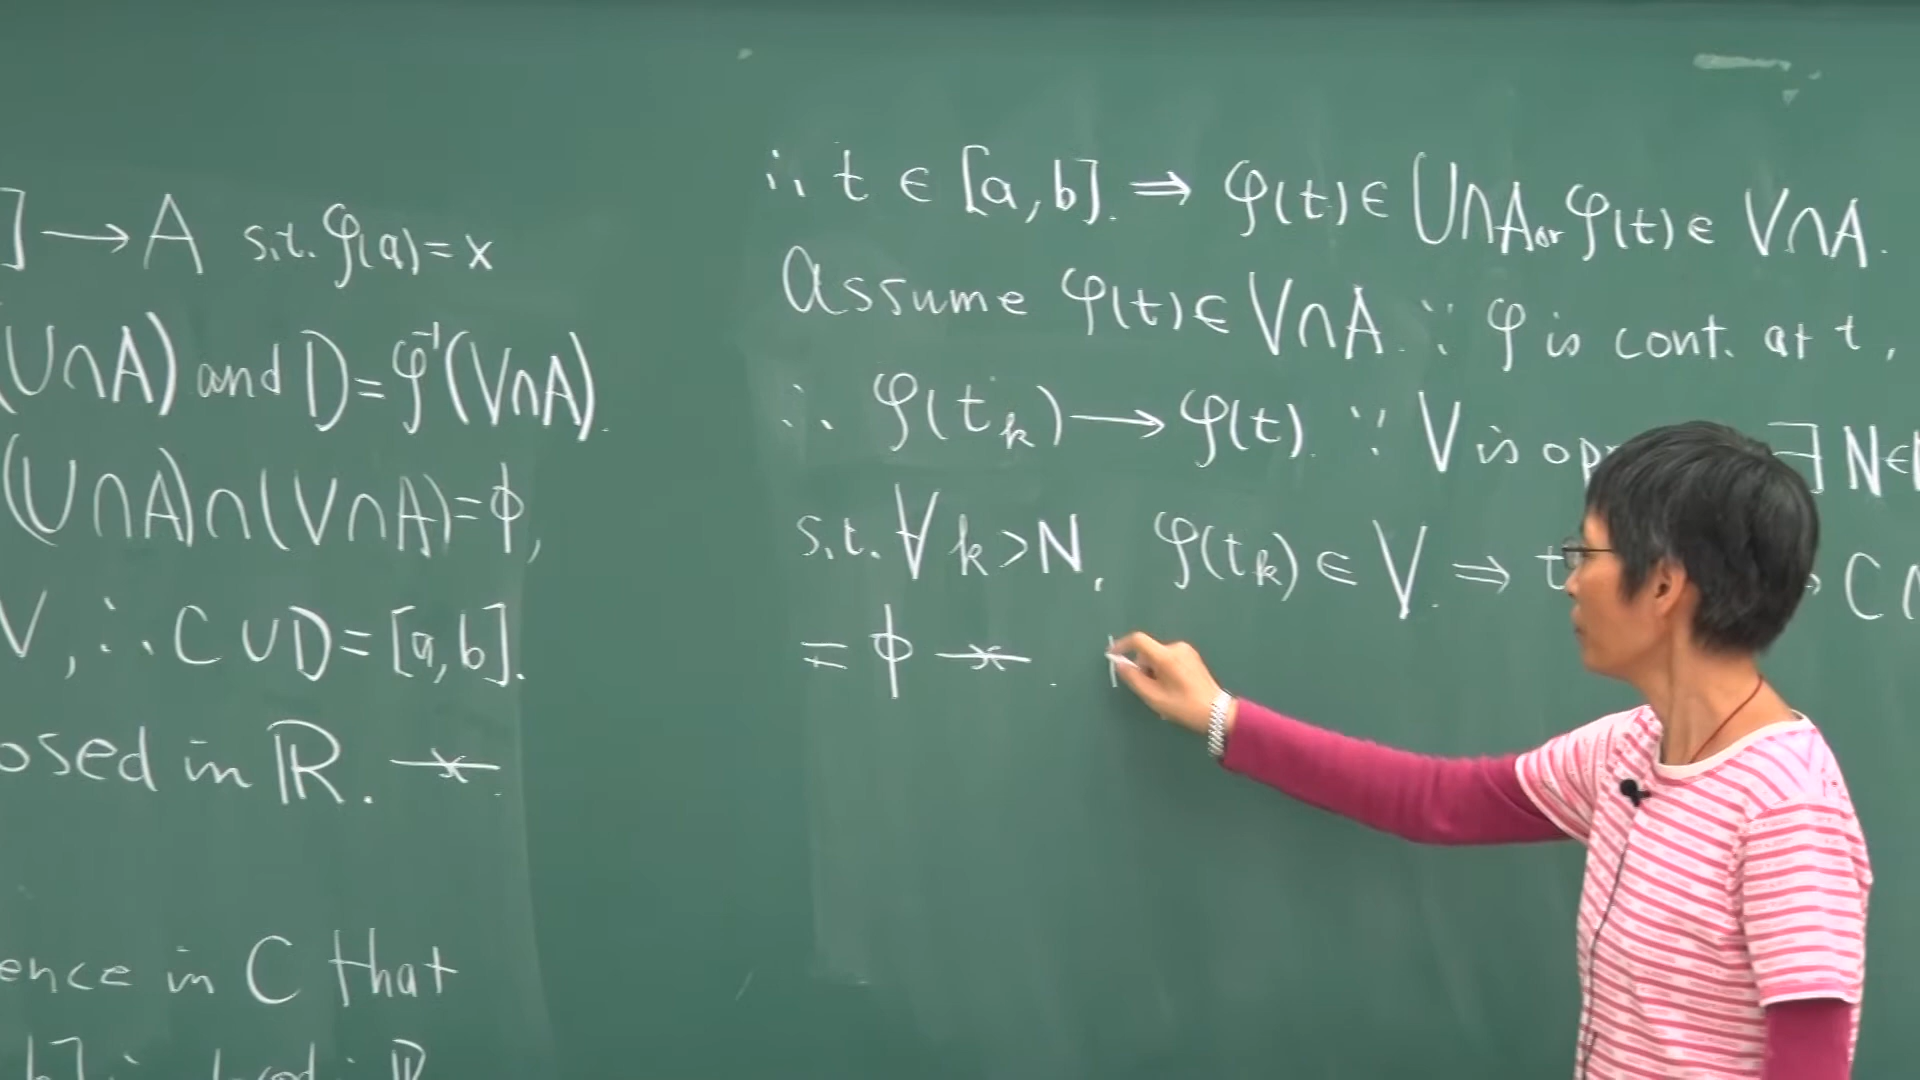 ] → A s.t. φ(a) = x
(U∩A) and D = φ⁻¹(V∩A).
(U∩A)∩(V∩A) = ϕ,
V, ∴ C∪D = [a,b].
osed in ℝ. ※
ence in C that
∴ t ∈ [a,b]. ⇒ φ(t) ∈ U∩A or φ(t) ∈ V∩A.
Assume φ(t) ∈ V∩A. ∵ φ is cont. at t,
∴ φ(t_k) → φ(t). ∵ V is op ∃ N ∈
s.t. ∀ k > N, φ(t_k) ∈ V. ⇒ t C∩
= ϕ ※.